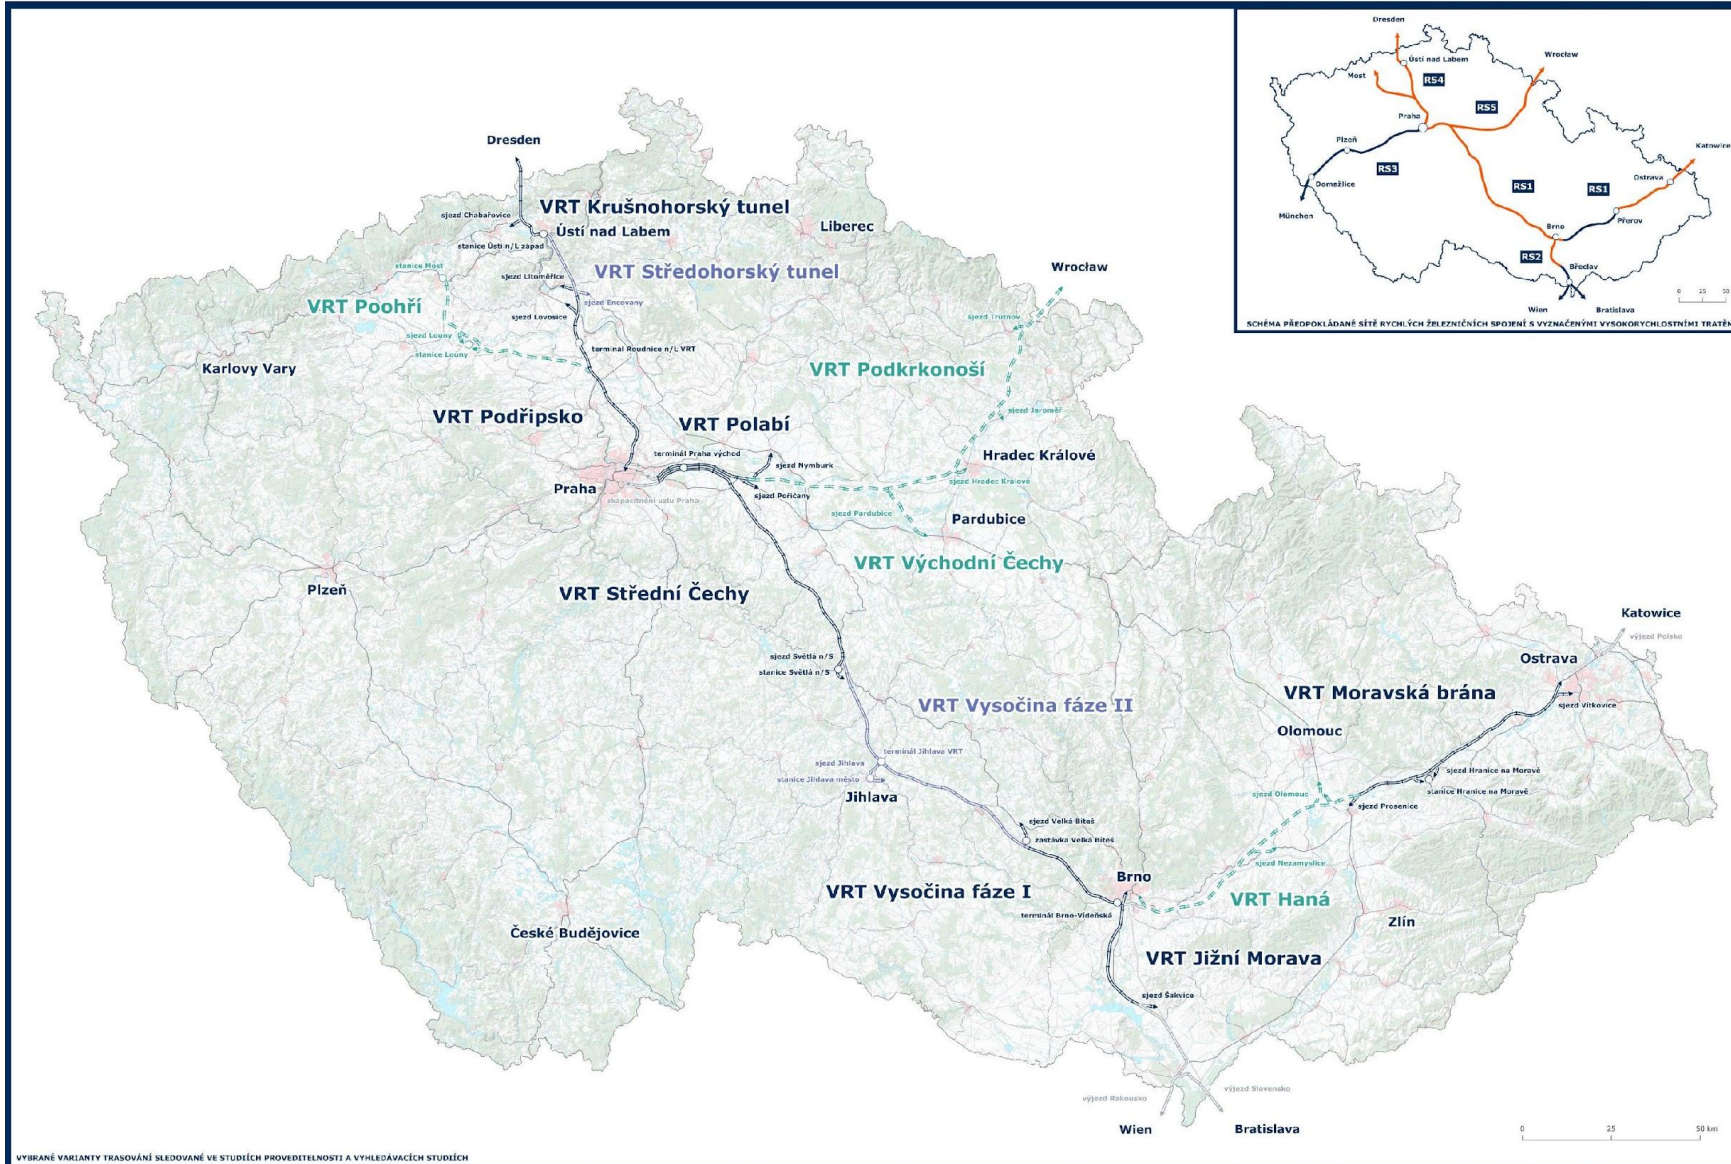 Dresden
sjezd Chabařovice
VRT Krušnohorský tunel
Ústí nad Labem
stanice Ústí n/L západ
Liberec
stanice Most
sjezd Litoměřice
VRT Středohorský tunel
Wrocław
VRT Poohří
sjezd Encovany
sjezd Lovosice
sjezd Trutnov
sjezd Louny
stanice Louny
terminál Roudnice n/L VRT
Karlovy Vary
VRT Podkrkonoší
VRT Podřipsko
VRT Polabí
sjezd Jaroměř
terminál Praha východ
Hradec Králové
sjezd Nymburk
sjezd Hradec Králové
Praha
zkapacitnění uzlu Praha
sjezd Poříčany
sjezd Pardubice
Pardubice
VRT Východní Čechy
Plzeň
VRT Střední Čechy
Katowice
výjezd Polsko
sjezd Světlá n/S
stanice Světlá n/S
Ostrava
VRT Vysočina fáze II
VRT Moravská brána
sjezd Vítkovice
Olomouc
terminál Jihlava VRT
sjezd Jihlava
stanice Jihlava město
Jihlava
sjezd Hranice na Moravě
stanice Hranice na Moravě
sjezd Olomouc
sjezd Prosenice
sjezd Velká Bíteš
zastávka Velká Bíteš
sjezd Nezamyslice
Brno
VRT Vysočina fáze I
VRT Haná
terminál Brno-Vídeňská
Zlín
České Budějovice
VRT Jižní Morava
sjezd Šakvice
výjezd Rakousko
výjezd Slovensko
Wien
Bratislava
0 25 50 km
VYBRANÉ VARIANTY TRASOVÁNÍ SLEDOVANÉ VE STUDIÍCH PROVEDITELNOSTI A VYHLEDÁVACÍCH STUDIÍCH
Dresden
Ústí nad Labem
Wrocław
Most
RS4
RS5
Praha
Plzeň
RS3
Katowice
Domažlice
RS1
RS1
Ostrava
München
Přerov
Brno
RS2
Břeclav
Wien
Bratislava
0 25 50
SCHÉMA PŘEDPOKLÁDANÉ SÍTĚ RYCHLÝCH ŽELEZNIČNÍCH SPOJENÍ S VYZNAČENÝMI VYSOKORYCHLOSTNÍMI TRATĚMI